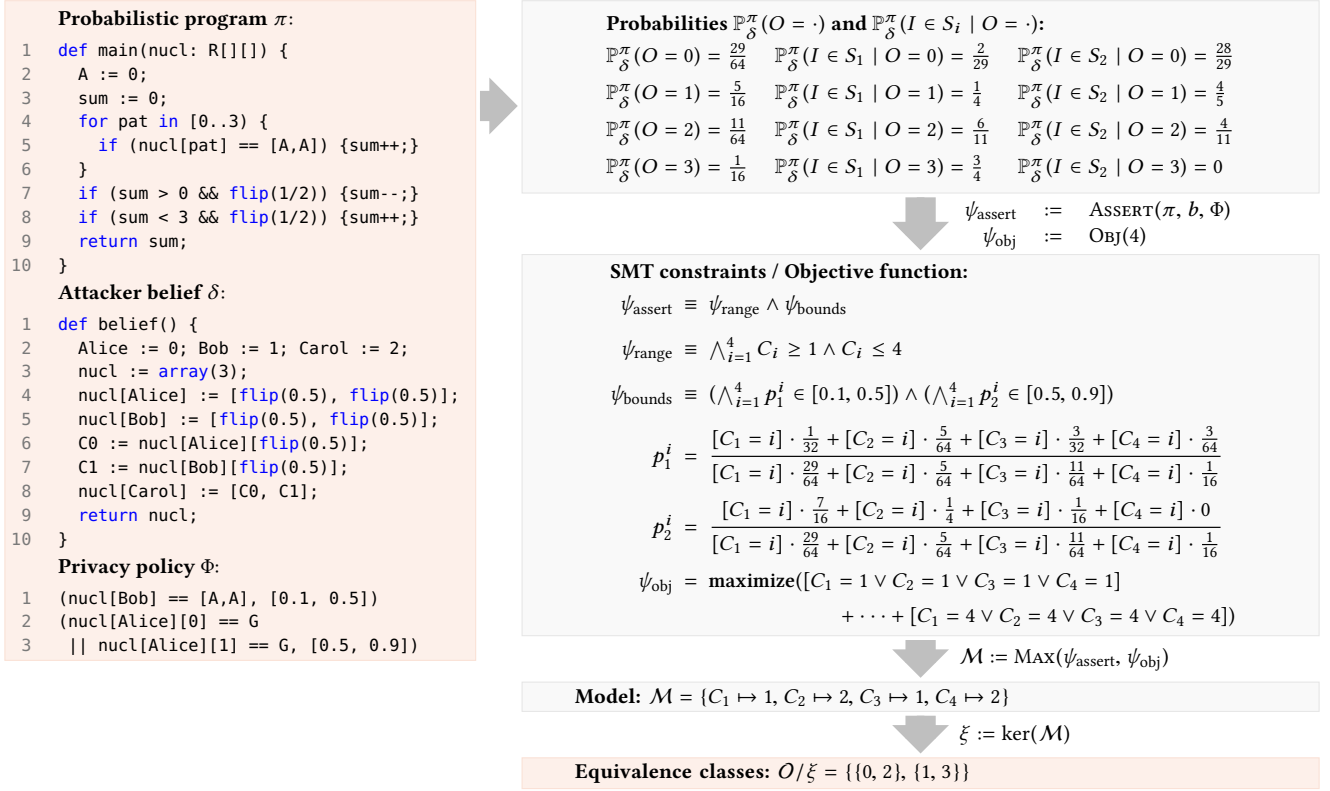 Probabilistic program π:
1 def main(nucl: R[][]) {
2 A := 0;
3 sum := 0;
4 for pat in [0..3) {
5 if (nucl[pat] == [A,A]) {sum++;}
6 }
7 if (sum > 0 && flip(1/2)) {sum--;}
8 if (sum < 3 && flip(1/2)) {sum++;}
9 return sum;
10 }
Attacker belief δ:
1 def belief() {
2 Alice := 0; Bob := 1; Carol := 2;
3 nucl := array(3);
4 nucl[Alice] := [flip(0.5), flip(0.5)];
5 nucl[Bob] := [flip(0.5), flip(0.5)];
6 C0 := nucl[Alice][flip(0.5)];
7 C1 := nucl[Bob][flip(0.5)];
8 nucl[Carol] := [C0, C1];
9 return nucl;
10 }
Privacy policy Φ:
1 (nucl[Bob] == [A,A], [0.1, 0.5])
2 (nucl[Alice][0] == G
3 || nucl[Alice][1] == G, [0.5, 0.9])
Probabilities ℙ^π_δ(O = ·) and ℙ^π_δ(I ∈ S_i | O = ·):
ℙ^π_δ(O = 0) = 29/64 ℙ^π_δ(I ∈ S_1 | O = 0) = 2/29 ℙ^π_δ(I ∈ S_2 | O = 0) = 28/29
ℙ^π_δ(O = 1) = 5/16 ℙ^π_δ(I ∈ S_1 | O = 1) = 1/4 ℙ^π_δ(I ∈ S_2 | O = 1) = 4/5
ℙ^π_δ(O = 2) = 11/64 ℙ^π_δ(I ∈ S_1 | O = 2) = 6/11 ℙ^π_δ(I ∈ S_2 | O = 2) = 4/11
ℙ^π_δ(O = 3) = 1/16 ℙ^π_δ(I ∈ S_1 | O = 3) = 3/4 ℙ^π_δ(I ∈ S_2 | O = 3) = 0
ψ_assert := Assert(π, b, Φ)
ψ_obj := Obj(4)
SMT constraints / Objective function:
ψ_assert ≡ ψ_range ∧ ψ_bounds
ψ_range ≡ ⋀^4_{i=1} C_i ≥ 1 ∧ C_i ≤ 4
ψ_bounds ≡ (⋀^4_{i=1} p^i_1 ∈ [0.1, 0.5]) ∧ (⋀^4_{i=1} p^i_2 ∈ [0.5, 0.9])
p^i_1 = ([C_1 = i] · 1/32 + [C_2 = i] · 5/64 + [C_3 = i] · 3/32 + [C_4 = i] · 3/64) / ([C_1 = i] · 29/64 + [C_2 = i] · 5/64 + [C_3 = i] · 11/64 + [C_4 = i] · 1/16)
p^i_2 = ([C_1 = i] · 7/16 + [C_2 = i] · 1/4 + [C_3 = i] · 1/16 + [C_4 = i] · 0) / ([C_1 = i] · 29/64 + [C_2 = i] · 5/64 + [C_3 = i] · 11/64 + [C_4 = i] · 1/16)
ψ_obj = maximize([C_1 = 1 ∨ C_2 = 1 ∨ C_3 = 1 ∨ C_4 = 1]
+ · · · + [C_1 = 4 ∨ C_2 = 4 ∨ C_3 = 4 ∨ C_4 = 4])
M := Max(ψ_assert, ψ_obj)
Model: M = {C_1 ↦ 1, C_2 ↦ 2, C_3 ↦ 1, C_4 ↦ 2}
ξ := ker(M)
Equivalence classes: O/ξ = {{0, 2}, {1, 3}}